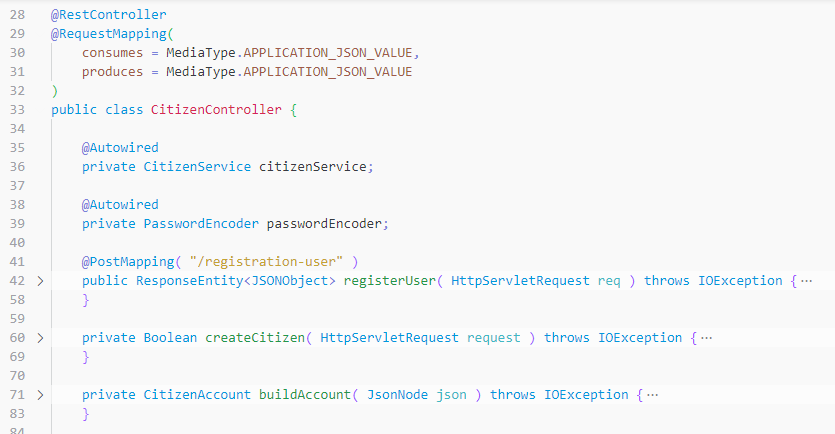 28 @RestController
29 @RequestMapping(
30     consumes = MediaType.APPLICATION_JSON_VALUE,
31     produces = MediaType.APPLICATION_JSON_VALUE
32 )
33 public class CitizenController {
34
35     @Autowired
36     private CitizenService citizenService;
37
38     @Autowired
39     private PasswordEncoder passwordEncoder;
40
41     @PostMapping( "/registration-user" )
42 >     public ResponseEntity<JSONObject> registerUser( HttpServletRequest req ) throws IOException {···
58     }
59
60 >     private Boolean createCitizen( HttpServletRequest request ) throws IOException {···
69     }
70
71 >     private CitizenAccount buildAccount( JsonNode json ) throws IOException {···
83     }
84